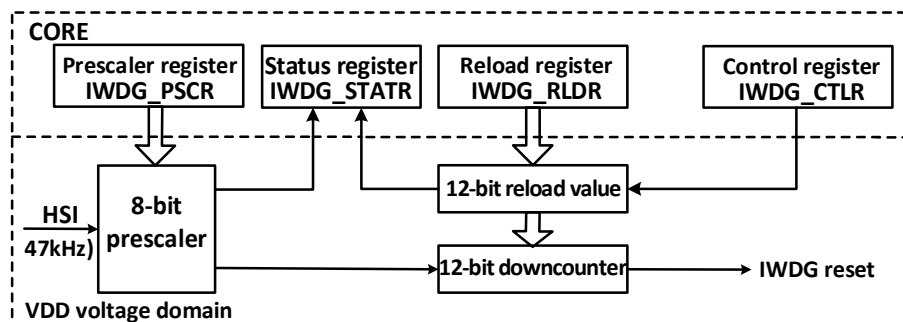 CORE
Prescaler register
IWDG_PSCR
Status register
IWDG_STATR
Reload register
IWDG_RLDR
Control register
IWDG_CTLR
HSI
47kHz)
8-bit
prescaler
12-bit reload value
12-bit downcounter
IWDG reset
VDD voltage domain